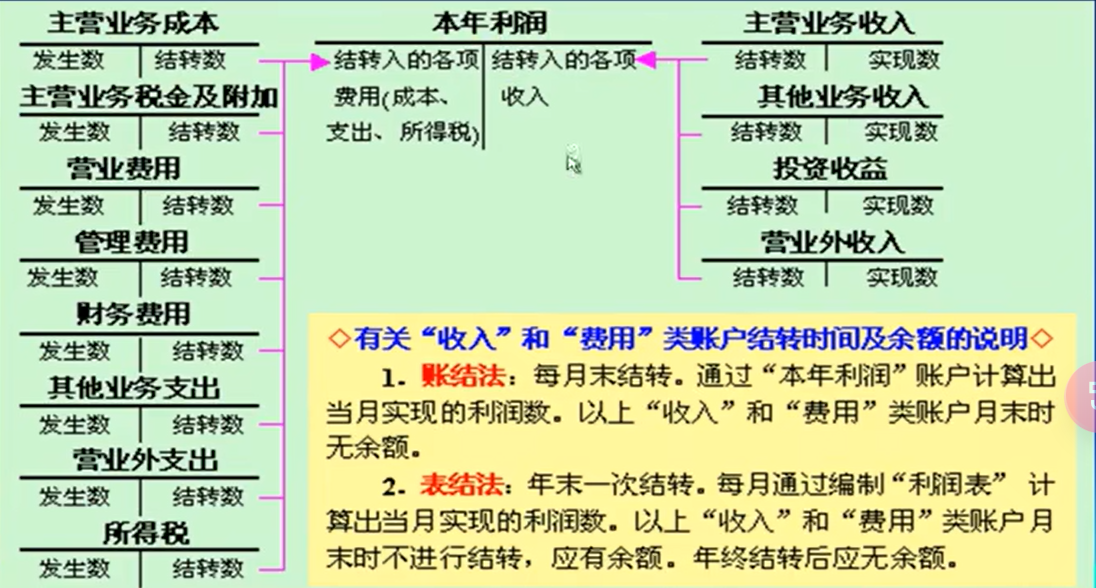 主营业务成本
发生数 结转数
主营业务税金及附加
发生数 结转数
营业费用
发生数 结转数
管理费用
发生数 结转数
财务费用
发生数 结转数
其他业务支出
发生数 结转数
营业外支出
发生数 结转数
所得税
发生数 结转数
本年利润
结转入的各项 结转入的各项
费用(成本、 收入
支出、所得税)
主营业务收入
结转数 实现数
其他业务收入
结转数 实现数
投资收益
结转数 实现数
营业外收入
结转数 实现数
◇有关“收入”和“费用”类账户结转时间及余额的说明◇
1. 账结法：每月末结转。通过“本年利润”账户计算出
当月实现的利润数。以上“收入”和“费用”类账户月末时
无余额。
2. 表结法：年末一次结转。每月通过编制“利润表” 计
算出当月实现的利润数。以上“收入”和“费用”类账户月
末时不进行结转，应有余额。年终结转后应无余额。